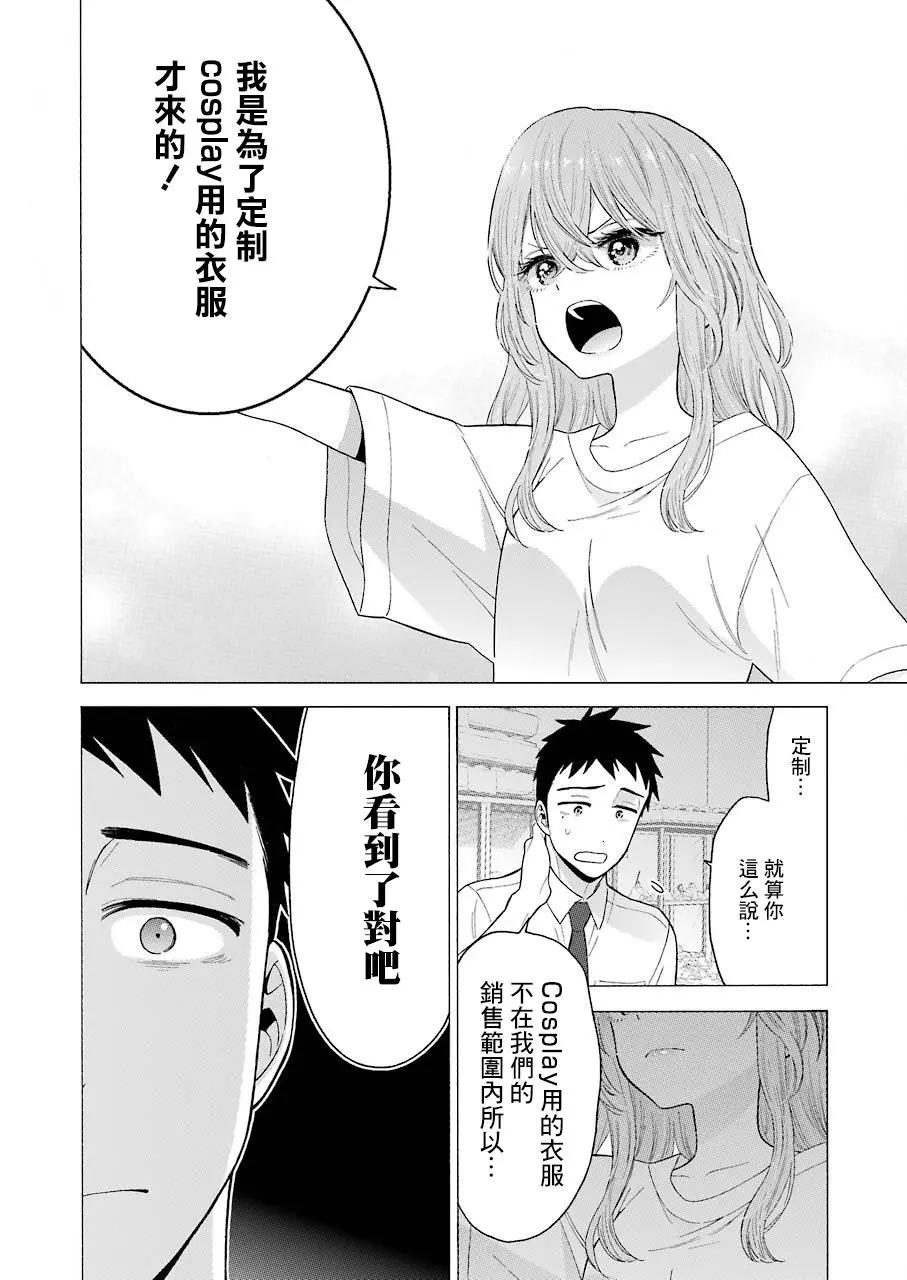 我是為了定制
cosplay用的衣服
才來的！
定制…
就算你
這么說…
Cosplay用的衣服
不在我們的
銷售範圍內所以…
你看到了對吧